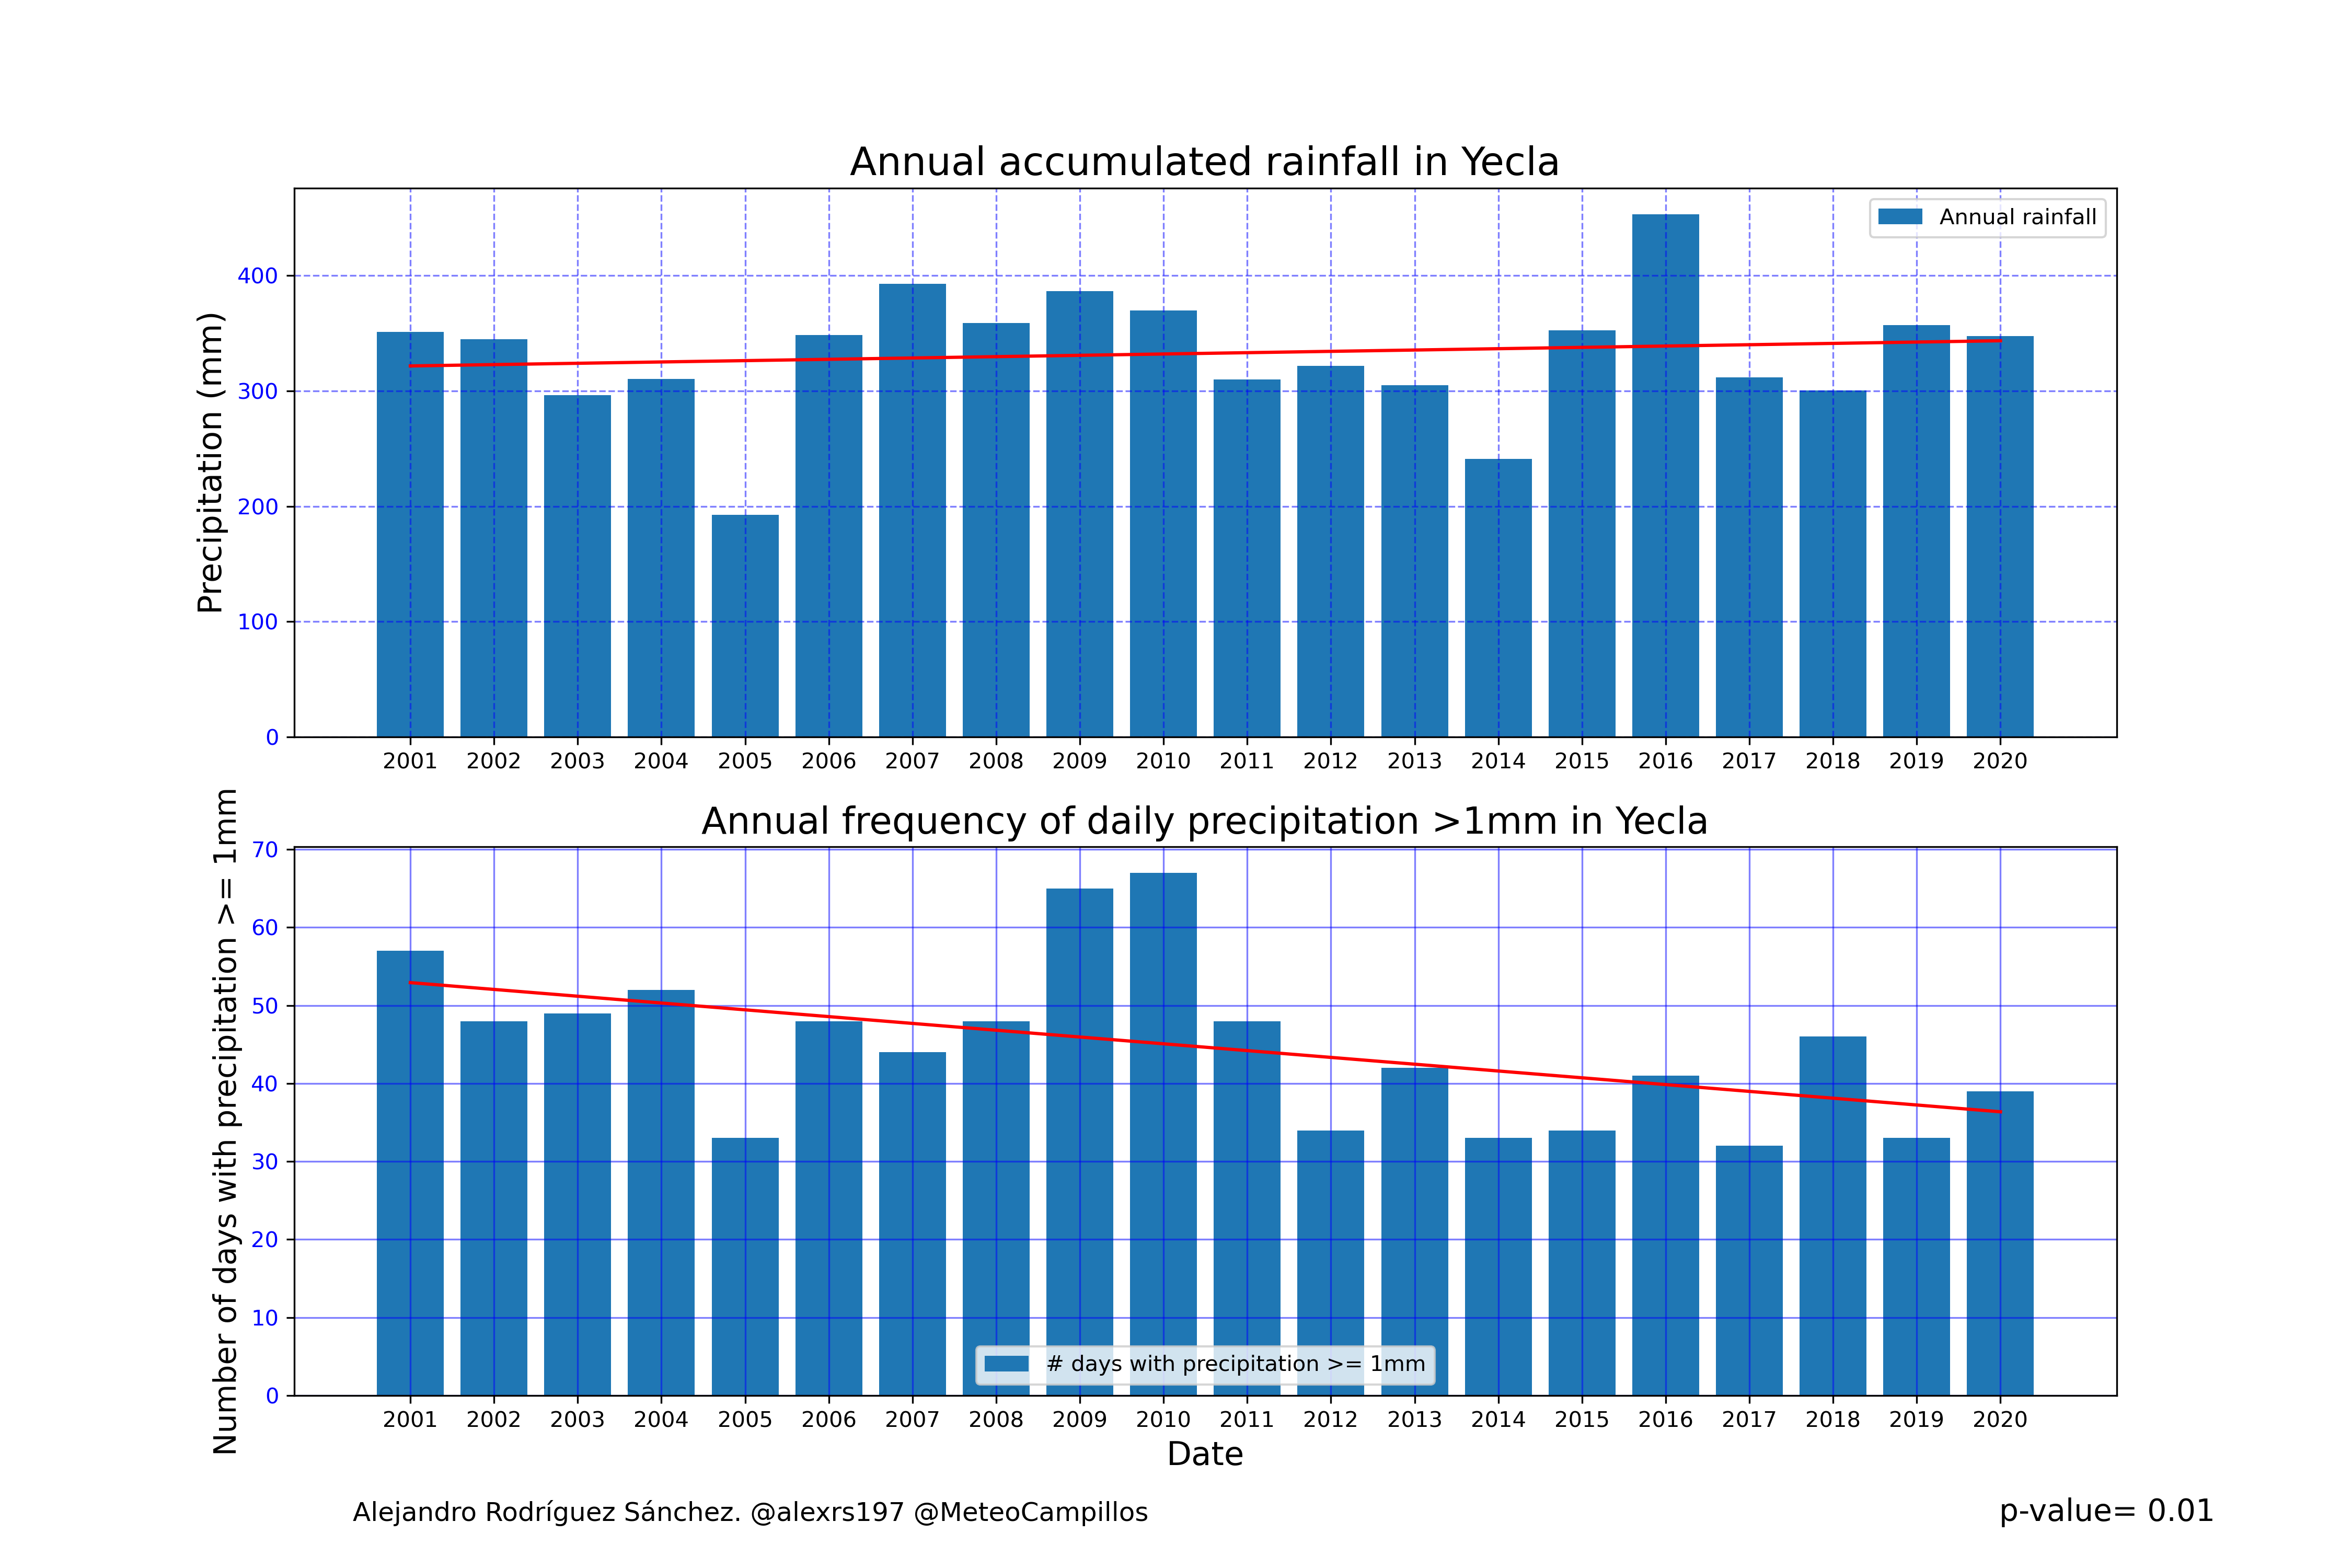 Annual accumulated rainfall in Yecla
Precipitation (mm)
400
300
200
100
0
Annual rainfall
2001 2002 2003 2004 2005 2006 2007 2008 2009 2010 2011 2012 2013 2014 2015 2016 2017 2018 2019 2020
Annual frequency of daily precipitation >1mm in Yecla
Number of days with precipitation >= 1mm
70
60
50
40
30
20
10
0
# days with precipitation >= 1mm
2001 2002 2003 2004 2005 2006 2007 2008 2009 2010 2011 2012 2013 2014 2015 2016 2017 2018 2019 2020
Date
Alejandro Rodríguez Sánchez. @alexrs197 @MeteoCampillos
p-value= 0.01